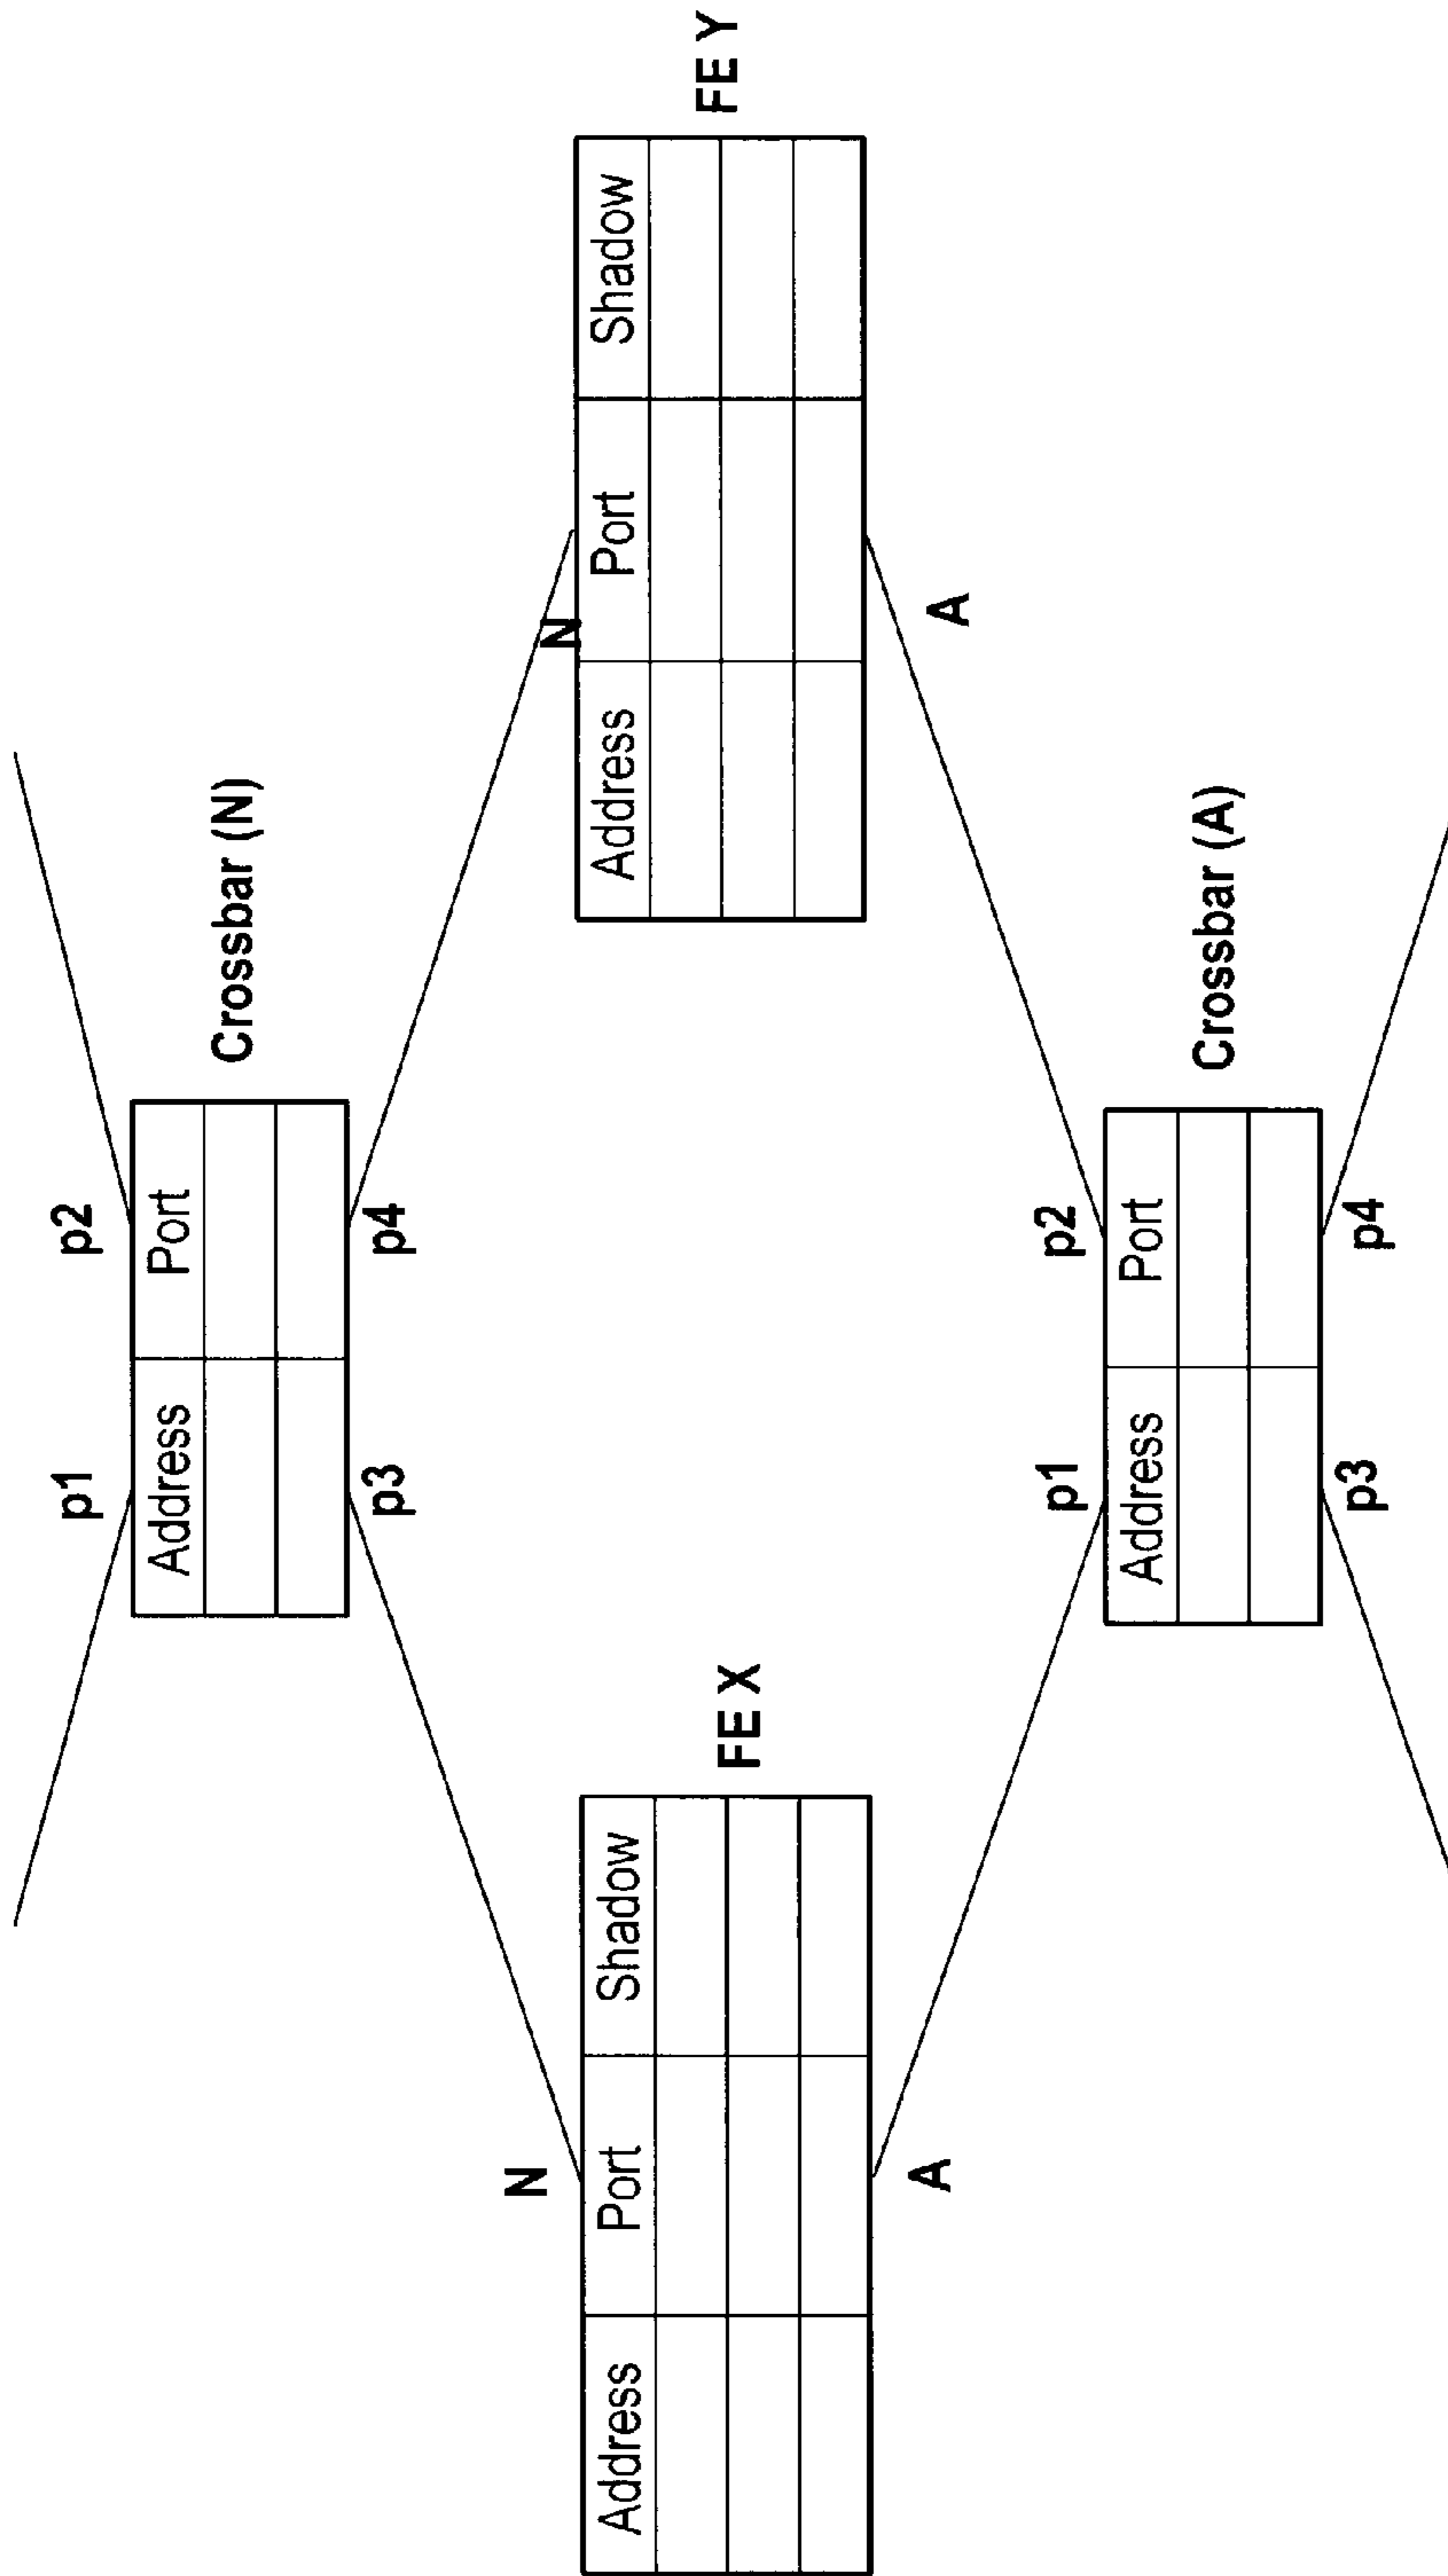 p1 p2
Address Port
Crossbar (N)
p3 p4
N N
Address Port Shadow
FE X
Address Port Shadow
FE Y
A A
p1 p2
Address Port
Crossbar (A)
p3 p4